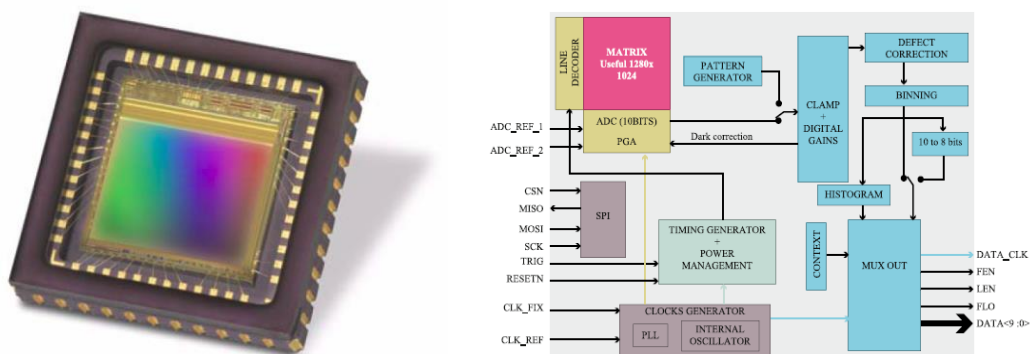 LINE
DECODER
MATRIX
Useful 1280x
1024
ADC (10BITS)
PGA
ADC_REF_1
ADC_REF_2
PATTERN
GENERATOR
Dark correction
CLAMP
+
DIGITAL
GAINS
DEFECT
CORRECTION
BINNING
10 to 8 bits
HISTOGRAM
CSN
MISO
MOSI
SCK
SPI
TRIG
RESETN
TIMING GENERATOR
+
POWER
MANAGEMENT
CONTEXT
MUX OUT
DATA_CLK
FEN
LEN
FLO
DATA<9 :0>
CLK_FIX
CLK_REF
CLOCKS GENERATOR
PLL
INTERNAL
OSCILLATOR